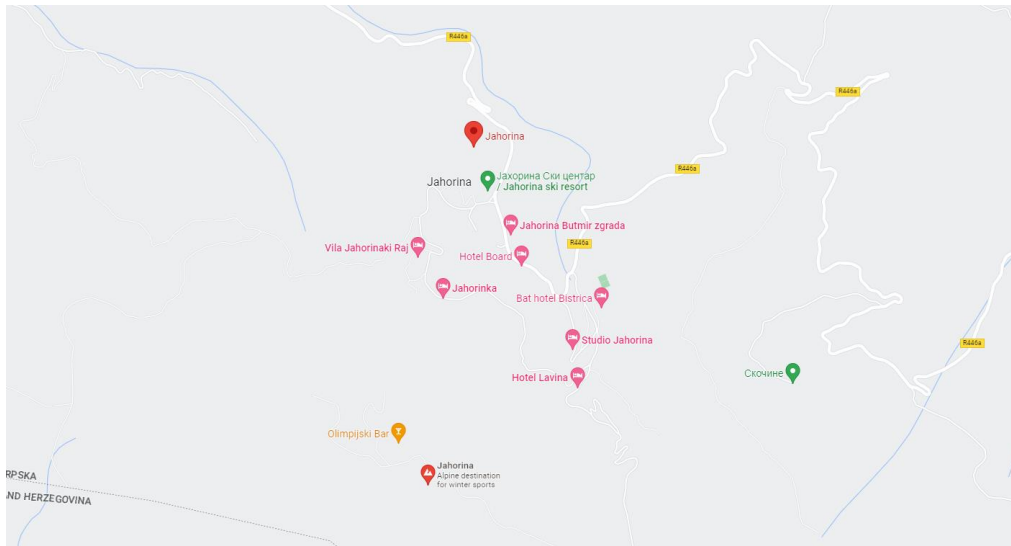 R446a
R446a
Jahorina
R446a
Јахорина Ски центар
/ Jahorina ski resort
Jahorina
Jahorina Butmir zgrada
R446a
Vila Jahorinaki Raj
Hotel Board
Jahorinka
Bat hotel Bistrica
Studio Jahorina
R446a
Hotel Lavina
Скочине
Olimpijski Bar
Jahorina
Alpine destination
for winter sports
RPSKA
AND HERZEGOVINA